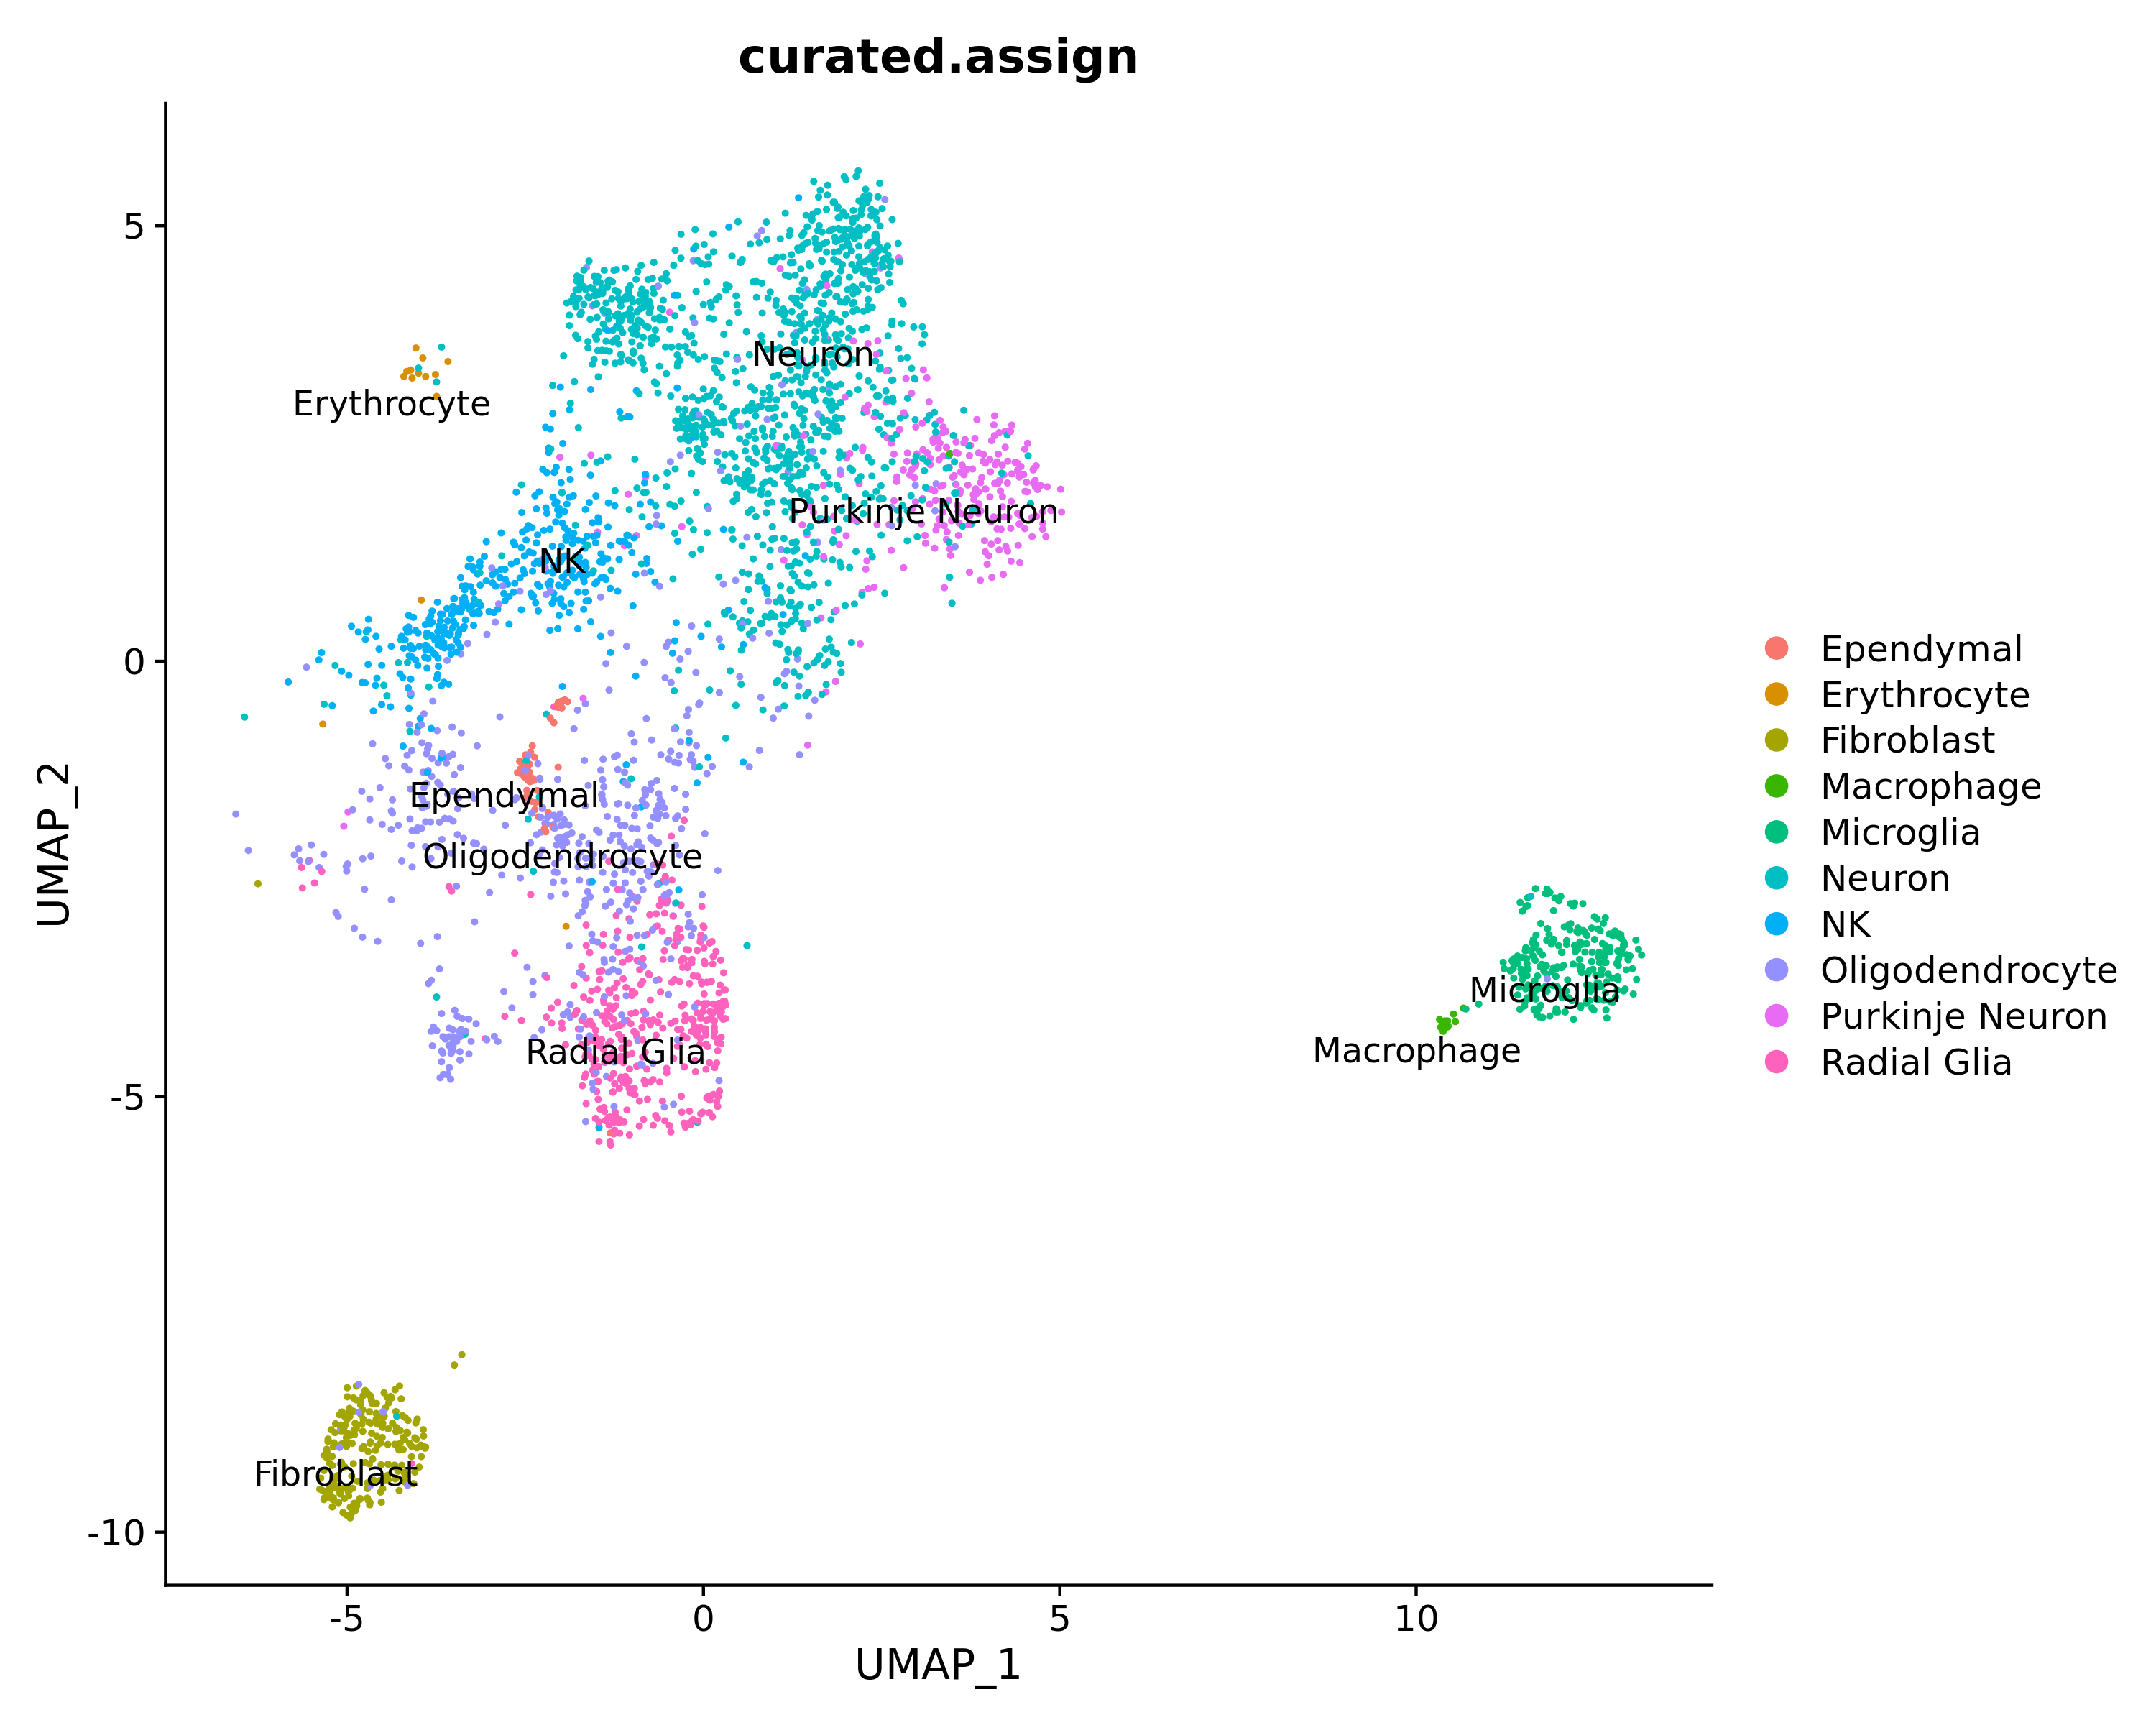 curated.assign
5
0
-5
-10
UMAP_2
-5
0
5
10
UMAP_1
Neuron
Erythrocyte
Purkinje Neuron
NK
Ependymal
Oligodendrocyte
Microglia
Radial Glia
Macrophage
Fibroblast
Ependymal
Erythrocyte
Fibroblast
Macrophage
Microglia
Neuron
NK
Oligodendrocyte
Purkinje Neuron
Radial Glia